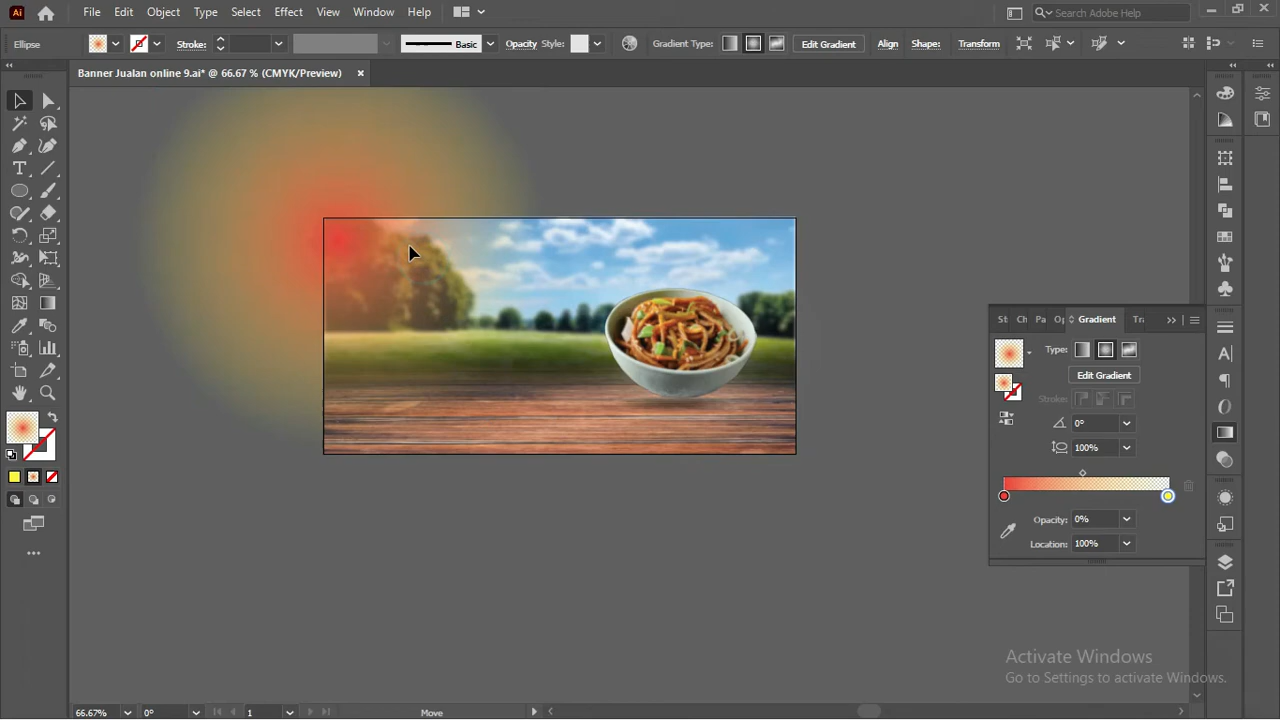 Ai
File Edit Object Type Select Effect View Window Help
Search Adobe Help
Ellipse Stroke: Basic Opacity Style: Gradient Type: Edit Gradient Align Shape: Transform
Banner Jualan online 9.ai* @ 66.67 % (CMYK/Preview)
St Ch Pa Op Gradient Tra
Type:
Edit Gradient
Stroke:
0°
100%
Opacity: 0%
Location: 100%
Activate Windows
Go to Settings to activate Windows.
66.67% 0° 1 Move